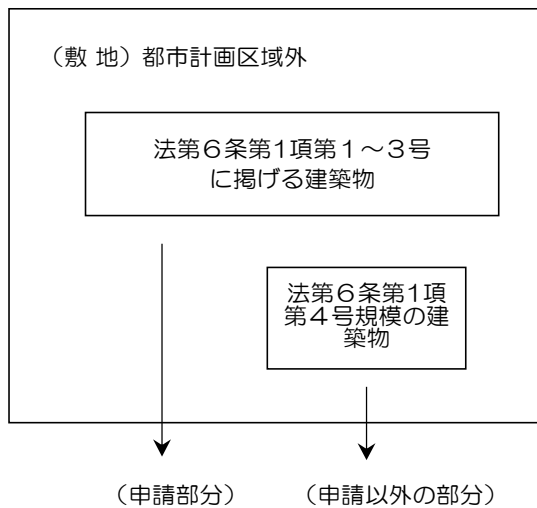 （敷 地）都市計画区域外
法第６条第1項第１～３号
に掲げる建築物
法第６条第1項
第４号規模の建
築物
（申請部分）
（申請以外の部分）